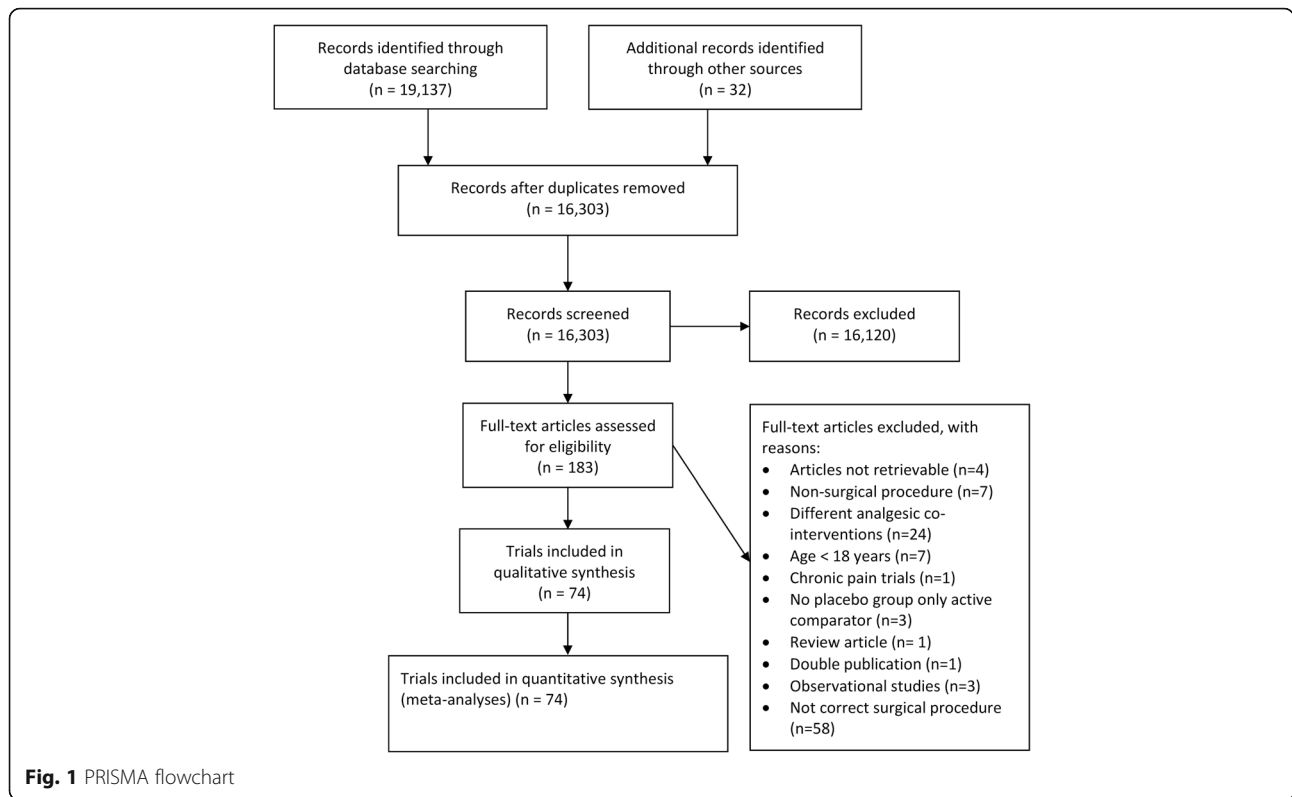 Records identified through
database searching
(n = 19,137)
Additional records identified
through other sources
(n = 32)
Records after duplicates removed
(n = 16,303)
Records screened
(n = 16,303)
Records excluded
(n = 16,120)
Full-text articles assessed
for eligibility
(n = 183)
Full-text articles excluded, with
reasons:
• Articles not retrievable (n=4)
• Non-surgical procedure (n=7)
• Different analgesic co-
interventions (n=24)
• Age < 18 years (n=7)
• Chronic pain trials (n=1)
• No placebo group only active
comparator (n=3)
• Review article (n= 1)
• Double publication (n=1)
• Observational studies (n=3)
• Not correct surgical procedure
(n=58)
Trials included in
qualitative synthesis
(n = 74)
Trials included in quantitative synthesis
(meta-analyses) (n = 74)
Fig. 1 PRISMA flowchart